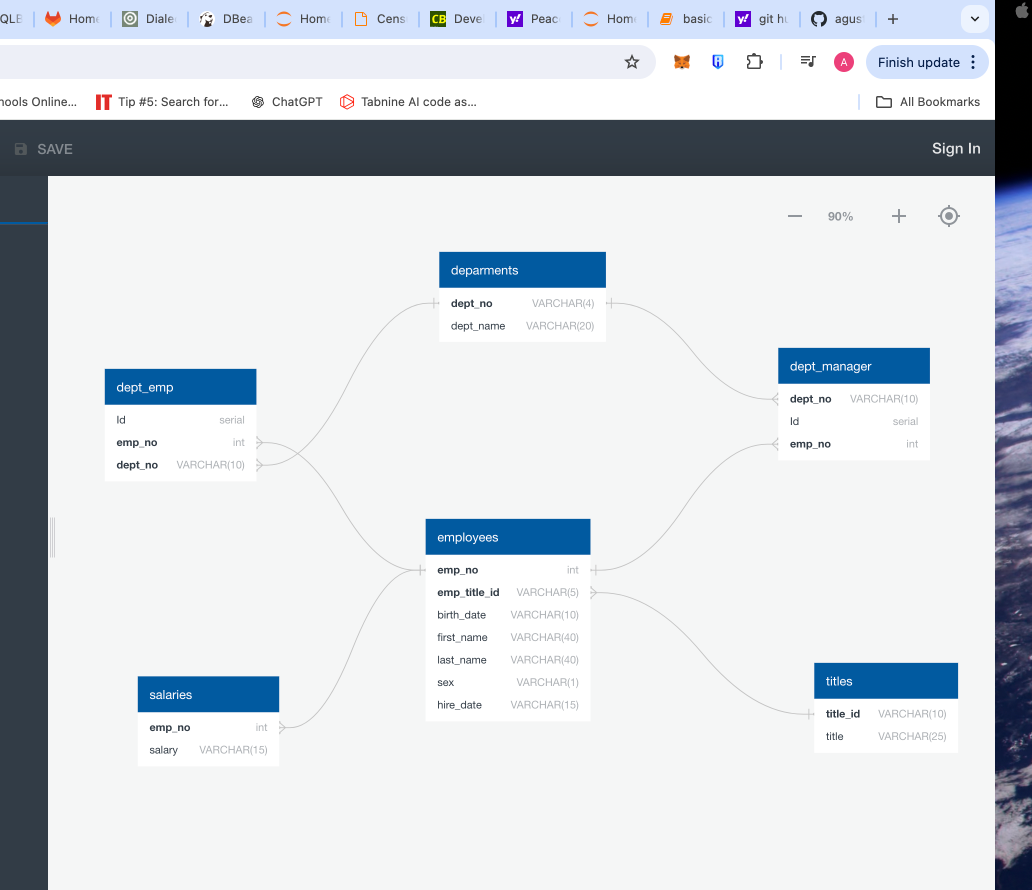 QLB Home Diale DBea Home Cens CB Deve Peac Home basic git hu agus
A Finish update
hools Online... IT Tip #5: Search for... ChatGPT Tabnine AI code as... All Bookmarks
SAVE Sign In
90%
deparments
dept_no VARCHAR(4)
dept_name VARCHAR(20)
dept_manager
dept_no VARCHAR(10)
Id serial
emp_no int
dept_emp
Id serial
emp_no int
dept_no VARCHAR(10)
employees
emp_no int
emp_title_id VARCHAR(5)
birth_date VARCHAR(10)
first_name VARCHAR(40)
last_name VARCHAR(40)
sex VARCHAR(1)
hire_date VARCHAR(15)
titles
title_id VARCHAR(10)
title VARCHAR(25)
salaries
emp_no int
salary VARCHAR(15)